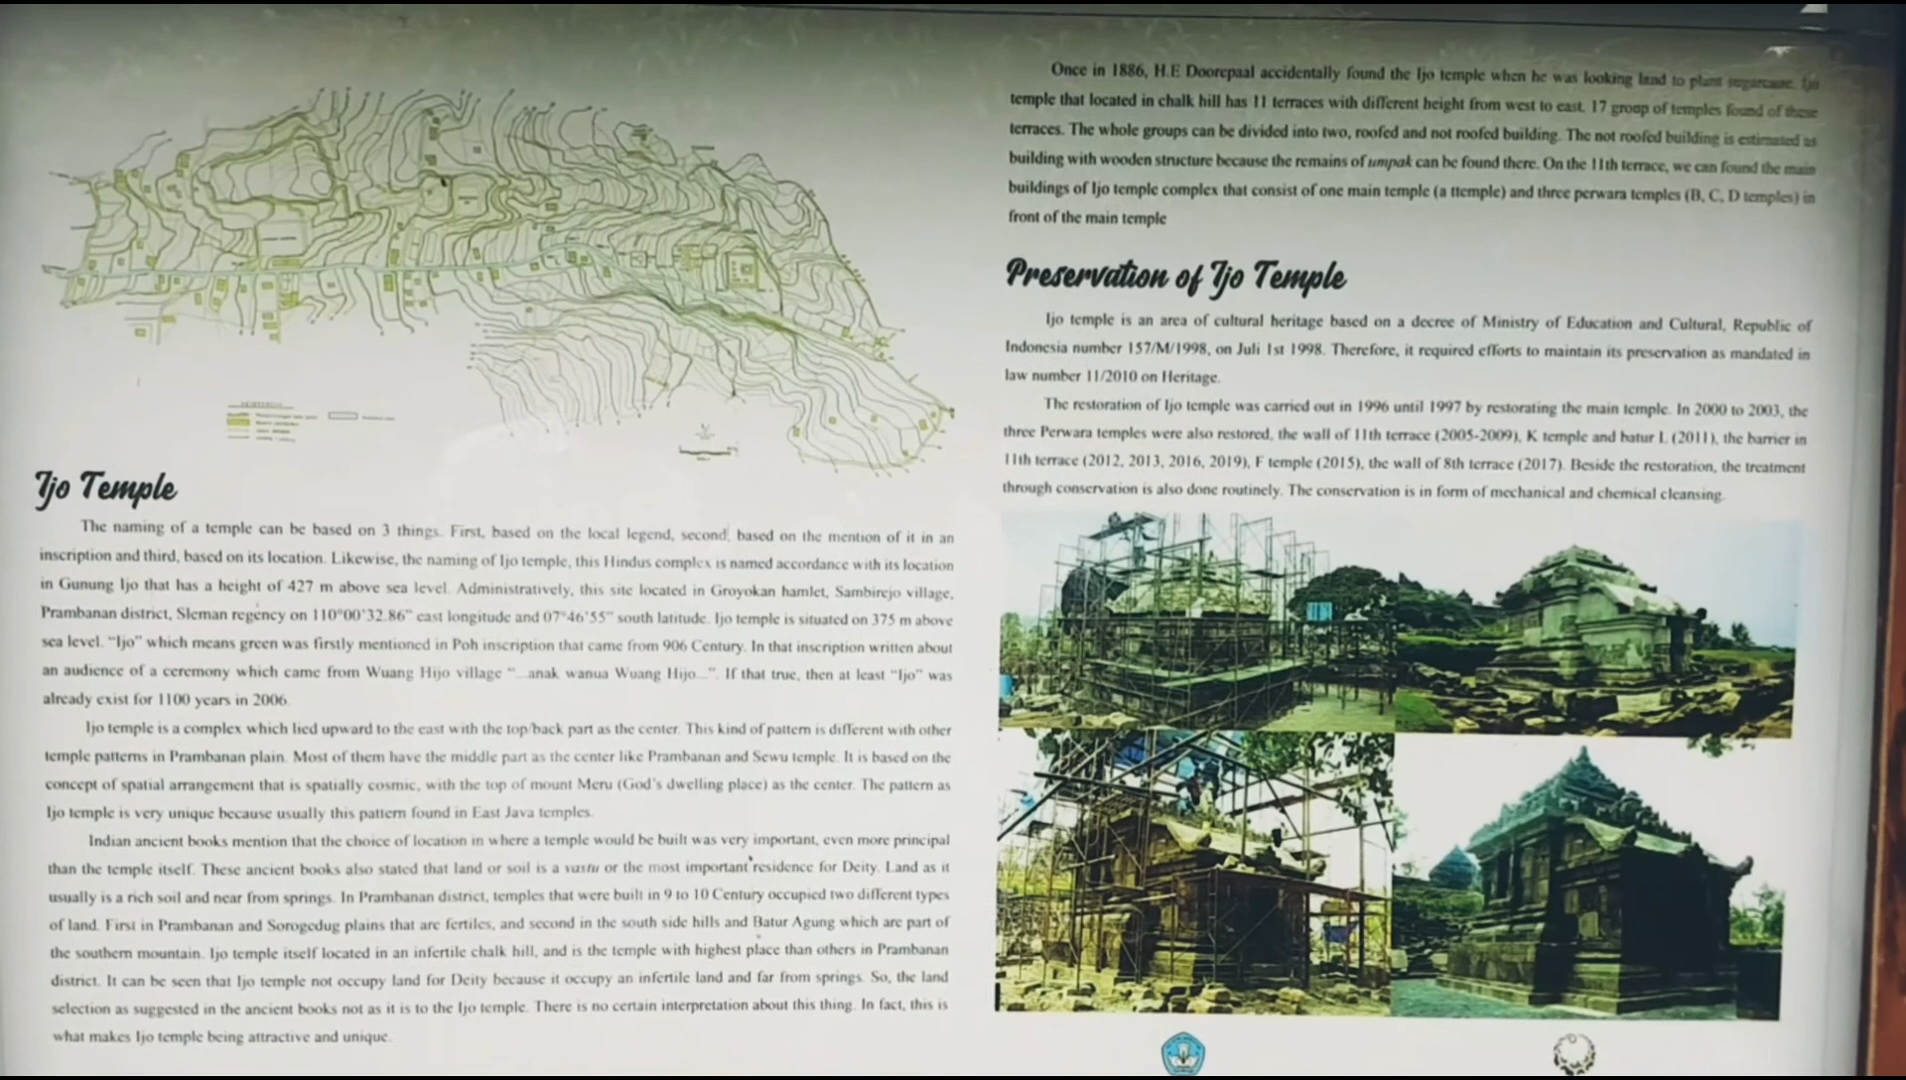 Ijo Temple
The naming of a temple can be based on 3 things. First, based on the local legend, second, based on the mention of it in an
inscription and third, based on its location. Likewise, the naming of Ijo temple, this Hindus complex is named accordance with its location
in Gunung Ijo that has a height of 427 m above sea level. Administratively, this site located in Groyokan hamlet, Sambirejo village,
Prambanan district, Sleman regency on 110°00'32.86" east longitude and 07°46'55" south latitude. Ijo temple is situated on 375 m above
sea level. "Ijo" which means green was firstly mentioned in Poh inscription that came from 906 Century. In that inscription written about
an audience of a ceremony which came from Wuang Hijo village "...anak wanua Wuang Hijo...". If that true, then at least "Ijo" was
already exist for 1100 years in 2006.
Ijo temple is a complex which lied upward to the east with the top/back part as the center. This kind of pattern is different with other
temple patterns in Prambanan plain. Most of them have the middle part as the center like Prambanan and Sewu temple. It is based on the
concept of spatial arrangement that is spatially cosmic, with the top of mount Meru (God's dwelling place) as the center. The pattern as
Ijo temple is very unique because usually this pattern found in East Java temples.
Indian ancient books mention that the choice of location in where a temple would be built was very important, even more principal
than the temple itself. These ancient books also stated that land or soil is a vastu or the most important residence for Deity. Land as it
usually is a rich soil and near from springs. In Prambanan district, temples that were built in 9 to 10 Century occupied two different types
of land. First in Prambanan and Sorogedug plains that are fertiles, and second in the south side hills and Batur Agung which are part of
the southern mountain. Ijo temple itself located in an infertile chalk hill, and is the temple with highest place than others in Prambanan
district. It can be seen that Ijo temple not occupy land for Deity because it occupy an infertile land and far from springs. So, the land
selection as suggested in the ancient books not as it is to the Ijo temple. There is no certain interpretation about this thing. In fact, this is
what makes Ijo temple being attractive and unique.
Once in 1886, H.E Doorepaal accidentally found the Ijo temple when he was looking land to plant sugarcane. Ijo
temple that located in chalk hill has 11 terraces with different height from west to east. 17 group of temples found of these
terraces. The whole groups can be divided into two, roofed and not roofed building. The not roofed building is estimated as
building with wooden structure because the remains of umpak can be found there. On the 11th terrace, we can found the main
buildings of Ijo temple complex that consist of one main temple (a ttemple) and three perwara temples (B, C, D temples) in
front of the main temple
Preservation of Ijo Temple
Ijo temple is an area of cultural heritage based on a decree of Ministry of Education and Cultural, Republic of
Indonesia number 157/M/1998, on Juli 1st 1998. Therefore, it required efforts to maintain its preservation as mandated in
law number 11/2010 on Heritage.
The restoration of Ijo temple was carried out in 1996 until 1997 by restoring the main temple. In 2000 to 2003, the
three Perwara temples were also restored, the wall of 11th terrace (2005-2009), K temple and batur L (2011), the barrier in
11th terrace (2012, 2013, 2016, 2019), F temple (2015), the wall of 8th terrace (2017). Beside the restoration, the treatment
through conservation is also done routinely. The conservation is in form of mechanical and chemical cleansing.